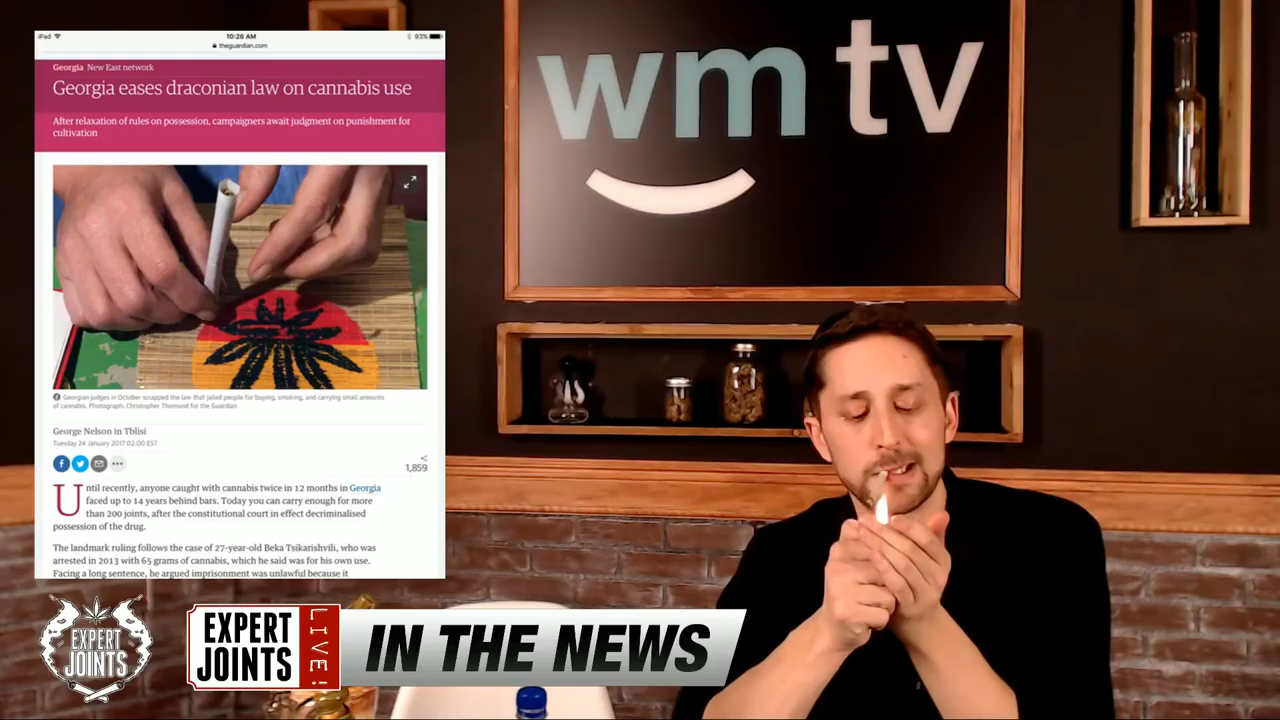 iPad
10:26 AM
93%
theguardian.com
Georgia New East network
Georgia eases draconian law on cannabis use
After relaxation of rules on possession, campaigners await judgment on punishment for
cultivation
Georgian judges in October scrapped the law that jailed people for buying, smoking, and carrying small amounts
of cannabis. Photograph: Christopher Thomond for the Guardian
George Nelson in Tbilisi
Tuesday 24 January 2017 02.00 EST
1,859
Until recently, anyone caught with cannabis twice in 12 months in Georgia
faced up to 14 years behind bars. Today you can carry enough for more
than 200 joints, after the constitutional court in effect decriminalised
possession of the drug.
The landmark ruling follows the case of 27-year-old Beka Tsikarishvili, who was
arrested in 2013 with 65 grams of cannabis, which he said was for his own use.
Facing a long sentence, he argued imprisonment was unlawful because it
wm tv
EXPERT
JOINTS
EXPERT
JOINTS
LIVE!
IN THE NEWS